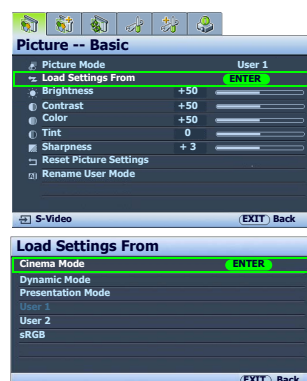 Picture -- Basic
Picture Mode User 1
Load Settings From ENTER
Brightness +50
Contrast +50
Color +50
Tint 0
Sharpness + 3
Reset Picture Settings
Rename User Mode
S-Video EXIT Back
Load Settings From
Cinema Mode ENTER
Dynamic Mode
Presentation Mode
User 1
User 2
sRGB
EXIT Back